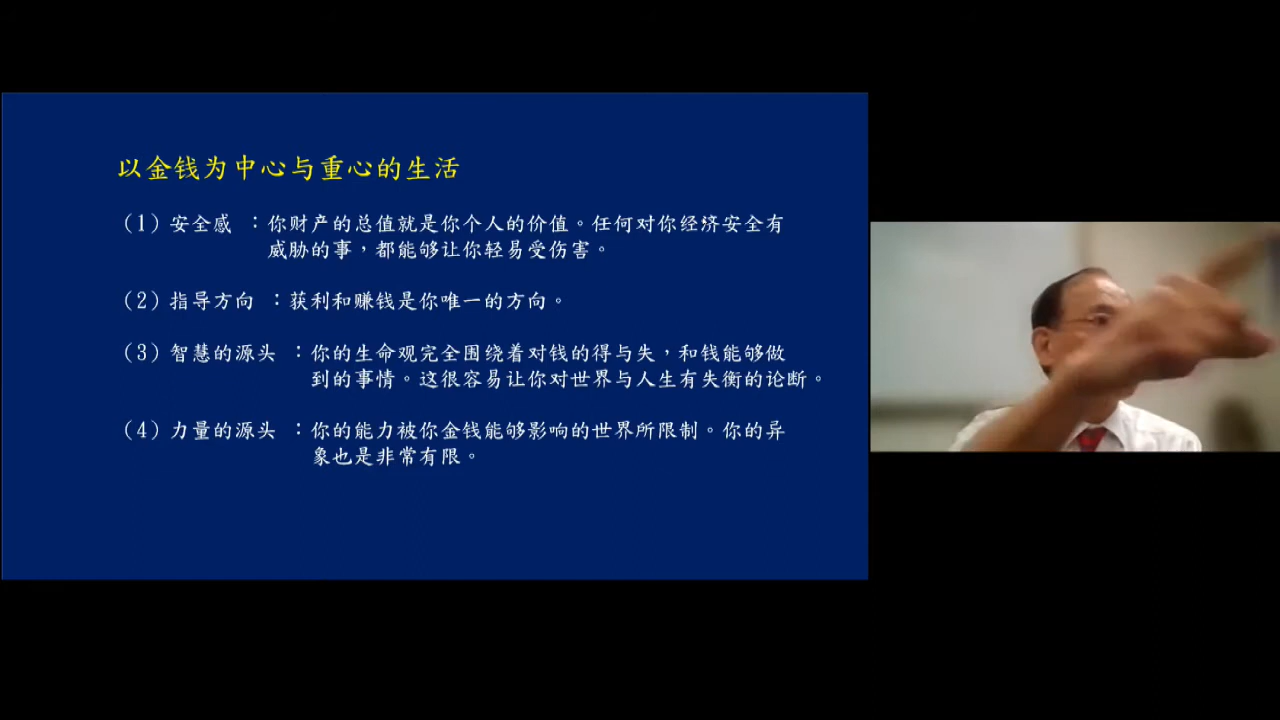 以金钱为中心与重心的生活
（1）安全感 ：你财产的总值就是你个人的价值。任何对你经济安全有
威胁的事，都能够让你轻易受伤害。
（2）指导方向 ：获利和赚钱是你唯一的方向。
（3）智慧的源头 ：你的生命观完全围绕着对钱的得与失，和钱能够做
到的事情。这很容易让你对世界与人生有失衡的论断。
（4）力量的源头 ：你的能力被你金钱能够影响的世界所限制。你的异
象也是非常有限。